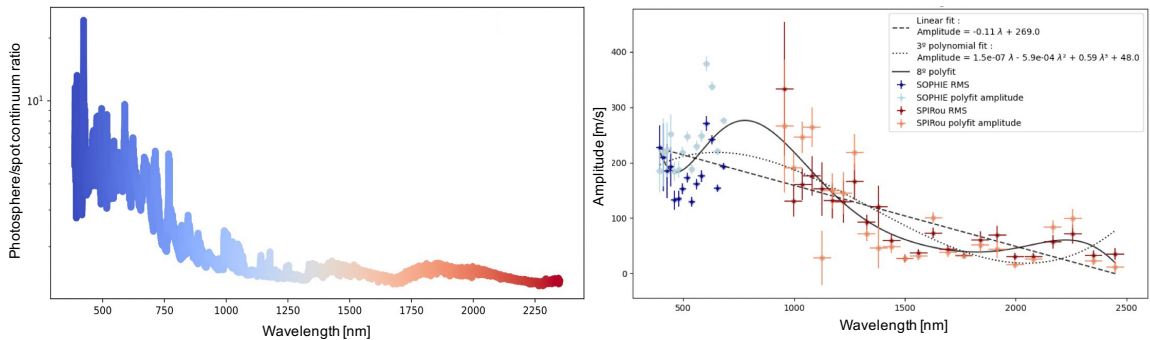 Photosphere/spotcontinuum ratio
10¹
500 750 1000 1250 1500 1750 2000 2250
Wavelength [nm]
Amplitude [m/s]
400
300
200
100
0
500 1000 1500 2000 2500
Wavelength [nm]
Linear fit :
Amplitude = -0.11 λ + 269.0
3º polynomial fit :
Amplitude = 1.5e-07 λ - 5.9e-04 λ² + 0.59 λ³ + 48.0
8º polyfit
SOPHIE RMS
SOPHIE polyfit amplitude
SPIRou RMS
SPIRou polyfit amplitude